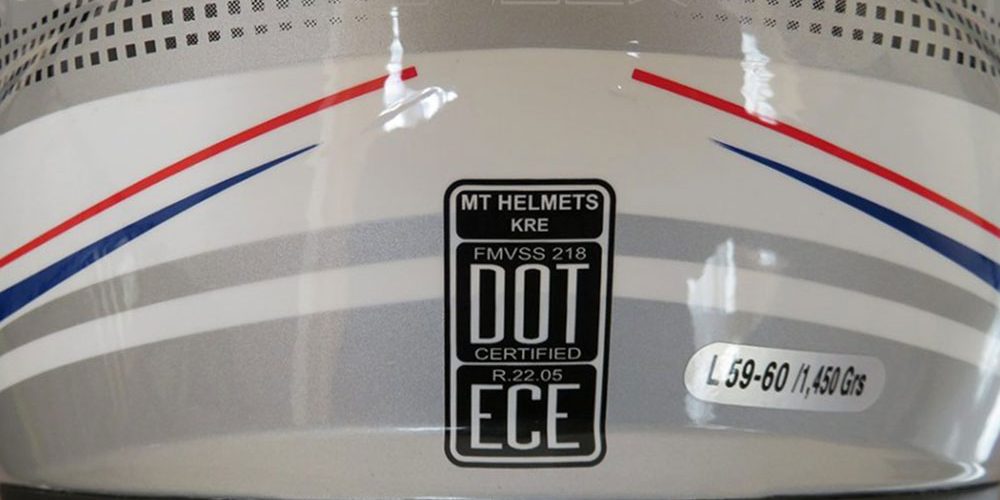 MT HELMETS
KRE
FMVSS 218
DOT
CERTIFIED
R.22.05
ECE
L 59-60 /1,450 Grs